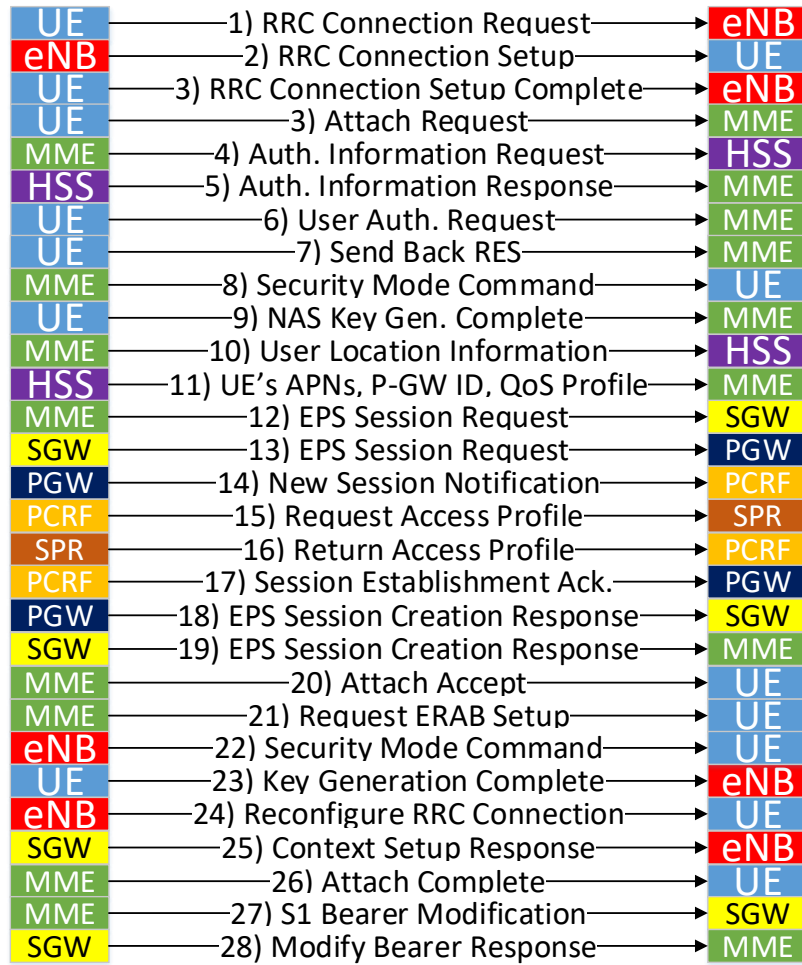 UE 1) RRC Connection Request eNB
eNB 2) RRC Connection Setup UE
UE 3) RRC Connection Setup Complete eNB
UE 3) Attach Request MME
MME 4) Auth. Information Request HSS
HSS 5) Auth. Information Response MME
UE 6) User Auth. Request MME
UE 7) Send Back RES MME
MME 8) Security Mode Command UE
UE 9) NAS Key Gen. Complete MME
MME 10) User Location Information HSS
HSS 11) UE's APNs, P-GW ID, QoS Profile MME
MME 12) EPS Session Request SGW
SGW 13) EPS Session Request PGW
PGW 14) New Session Notification PCRF
PCRF 15) Request Access Profile SPR
SPR 16) Return Access Profile PCRF
PCRF 17) Session Establishment Ack. PGW
PGW 18) EPS Session Creation Response SGW
SGW 19) EPS Session Creation Response MME
MME 20) Attach Accept UE
MME 21) Request ERAB Setup UE
eNB 22) Security Mode Command UE
UE 23) Key Generation Complete eNB
eNB 24) Reconfigure RRC Connection UE
SGW 25) Context Setup Response eNB
MME 26) Attach Complete UE
MME 27) S1 Bearer Modification SGW
SGW 28) Modify Bearer Response MME